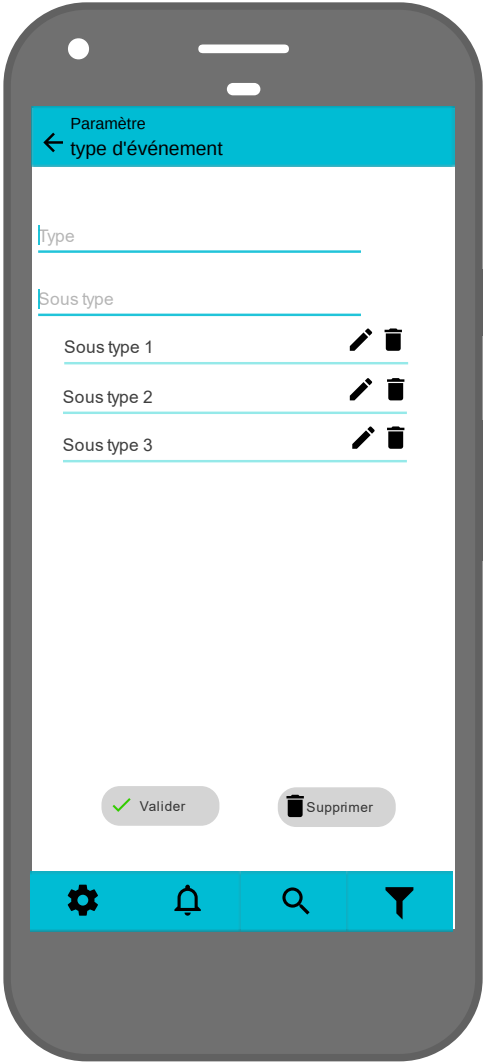 Paramètre
type d'événement
Type
Sous type
Sous type 1
Sous type 2
Sous type 3
Valider
Supprimer